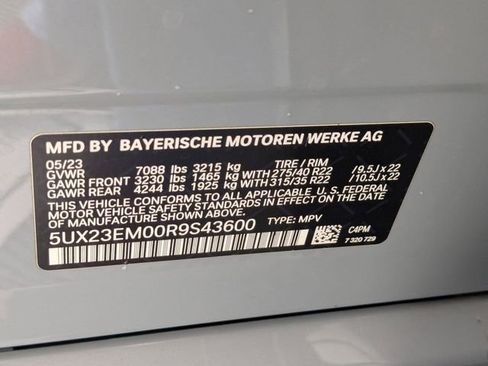 MFD BY BAYERISCHE MOTOREN WERKE AG
05/23 TIRE / RIM
GVWR 7088 lbs 3215 kg
GAWR FRONT 3230 lbs 1465 kg WITH 275/40 R22 / 9.5J x 22
GAWR REAR 4244 lbs 1925 kg WITH 315/35 R22 / 10.5J x 22
THIS VEHICLE CONFORMS TO ALL APPLICABLE U. S. FEDERAL
MOTOR VEHICLE SAFETY STANDARDS IN EFFECT ON THE DATE
OF MANUFACTURE SHOWN ABOVE.
5UX23EM00R9S43600 TYPE: MPV
C4PM
7 320 729